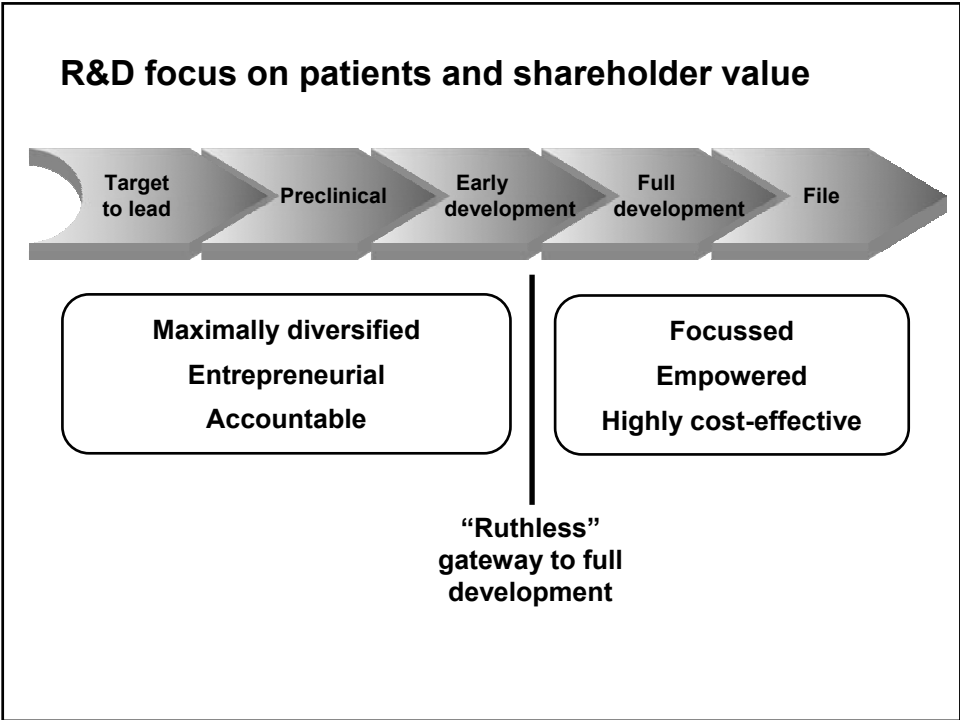 R&D focus on patients and shareholder value
Target
to lead
Preclinical
Early
development
Full
development
File
Maximally diversified
Entrepreneurial
Accountable
Focussed
Empowered
Highly cost-effective
“Ruthless”
gateway to full
development